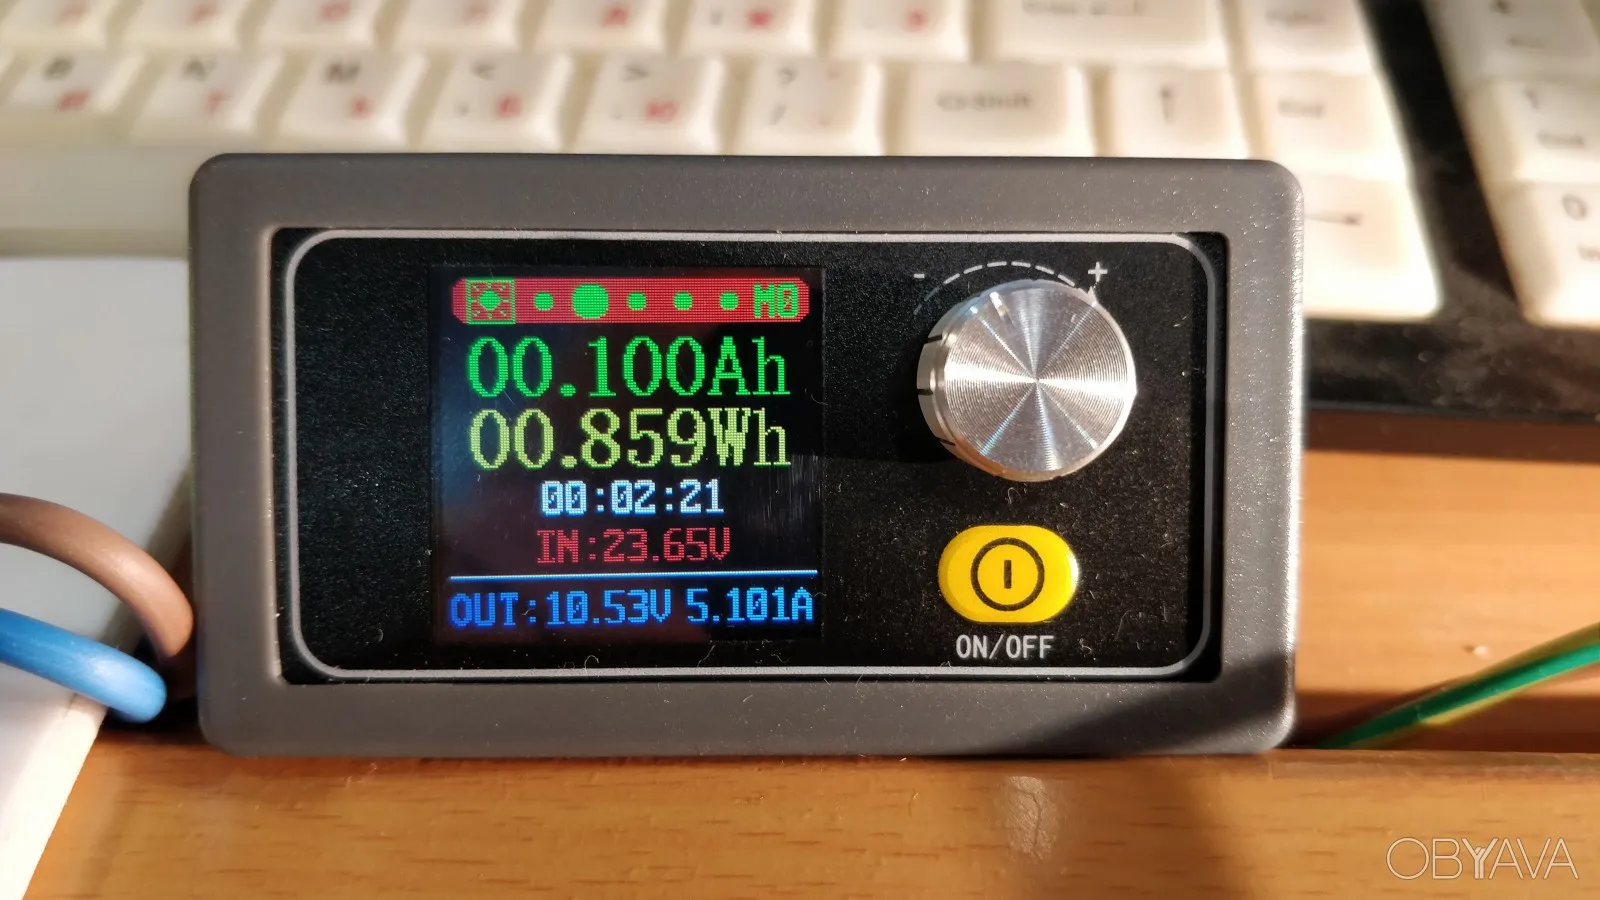 M
<
>
?
/
Shift
↑
M0
00.100Ah
00.859Wh
00:02:21
IN:23.65V
OUT:10.53V 5.101A
- +
ON/OFF
OBYAVA